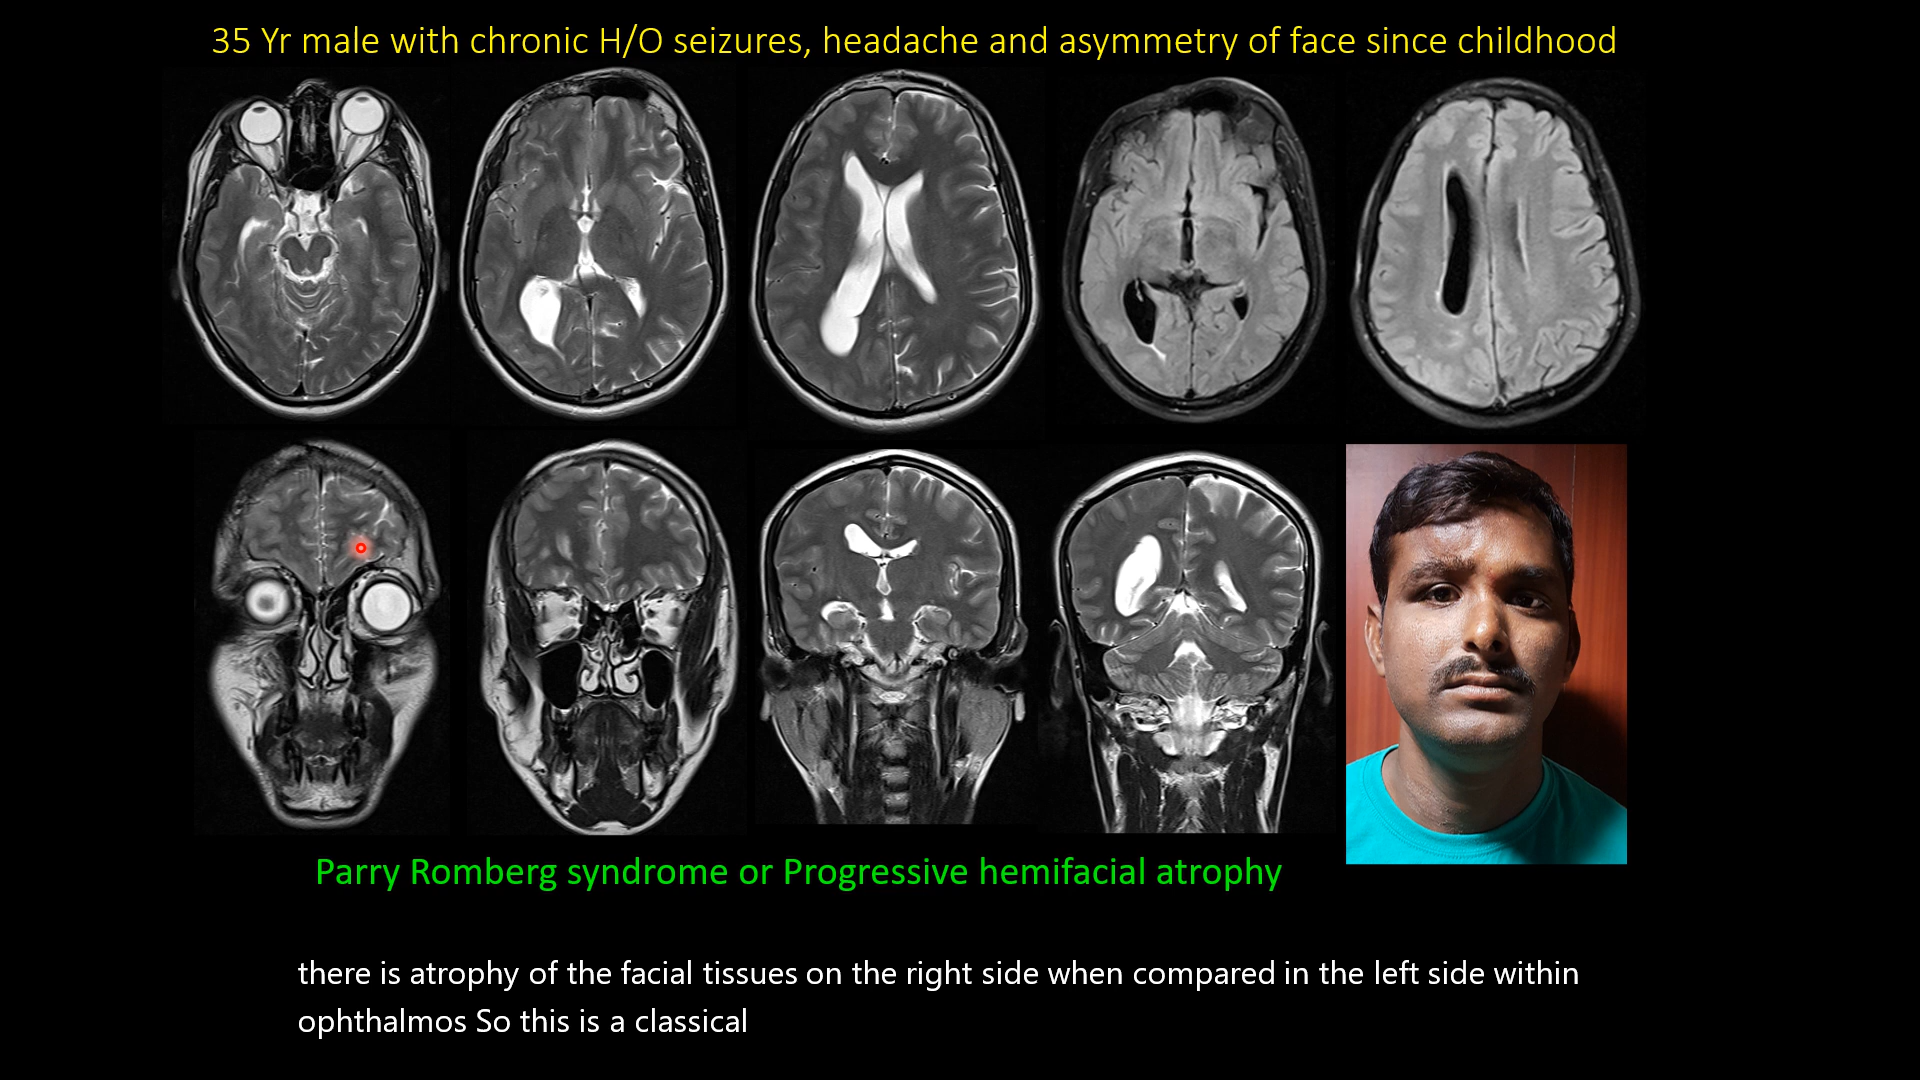 35 Yr male with chronic H/O seizures, headache and asymmetry of face since childhood
Parry Romberg syndrome or Progressive hemifacial atrophy
there is atrophy of the facial tissues on the right side when compared in the left side within
ophthalmos So this is a classical